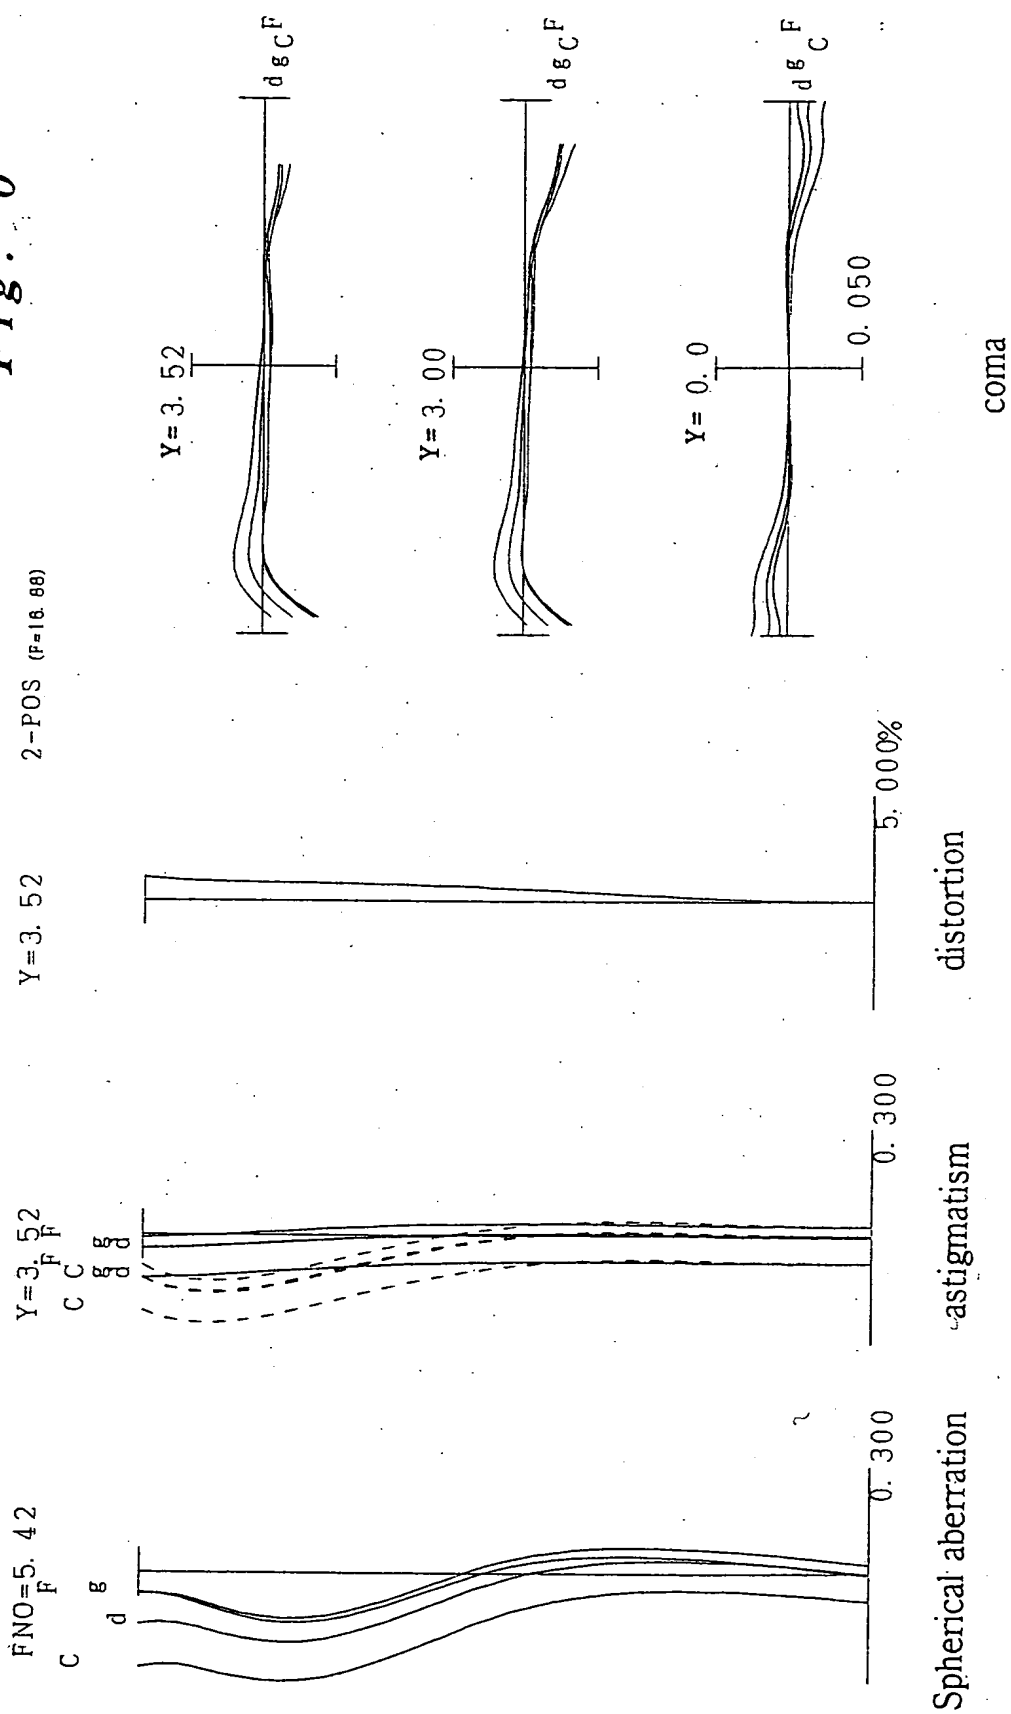 2-POS (F=16.88)
FNO=5.42
F
g
d
C
0.300
Spherical aberration
Y=3.52
F F
g
d
C
g
d
C
0.300
astigmatism
Y=3.52
5.000%
distortion
Y=3.52
d g C F
Y=3.00
d g C F
Y=0.0
d g C F
0.050
coma